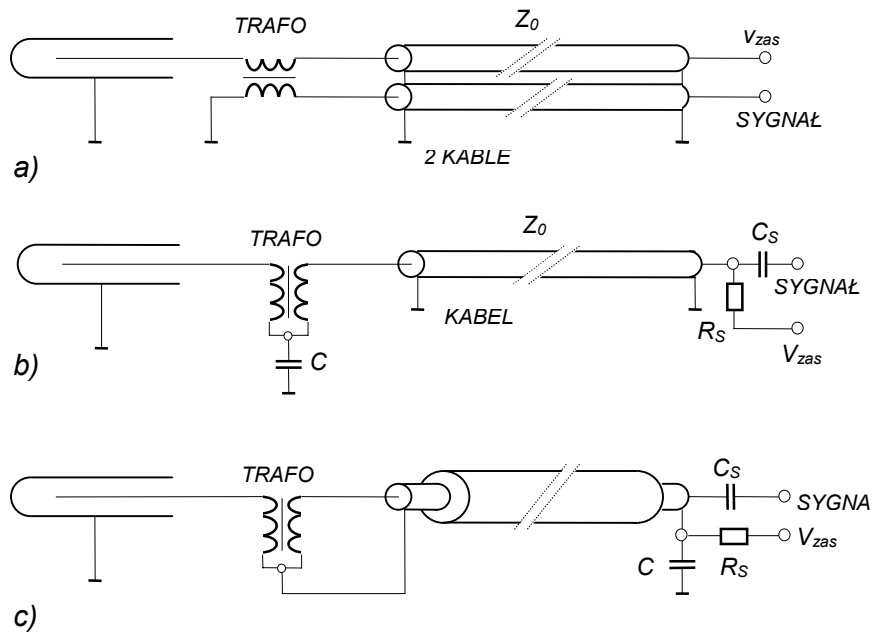 TRAFO
Z0
vzas
SYGNAŁ
2 KABLE
a)
TRAFO
Z0
CS
SYGNAŁ
KABEL
RS
Vzas
C
b)
TRAFO
CS
SYGNA
Vzas
C
RS
c)